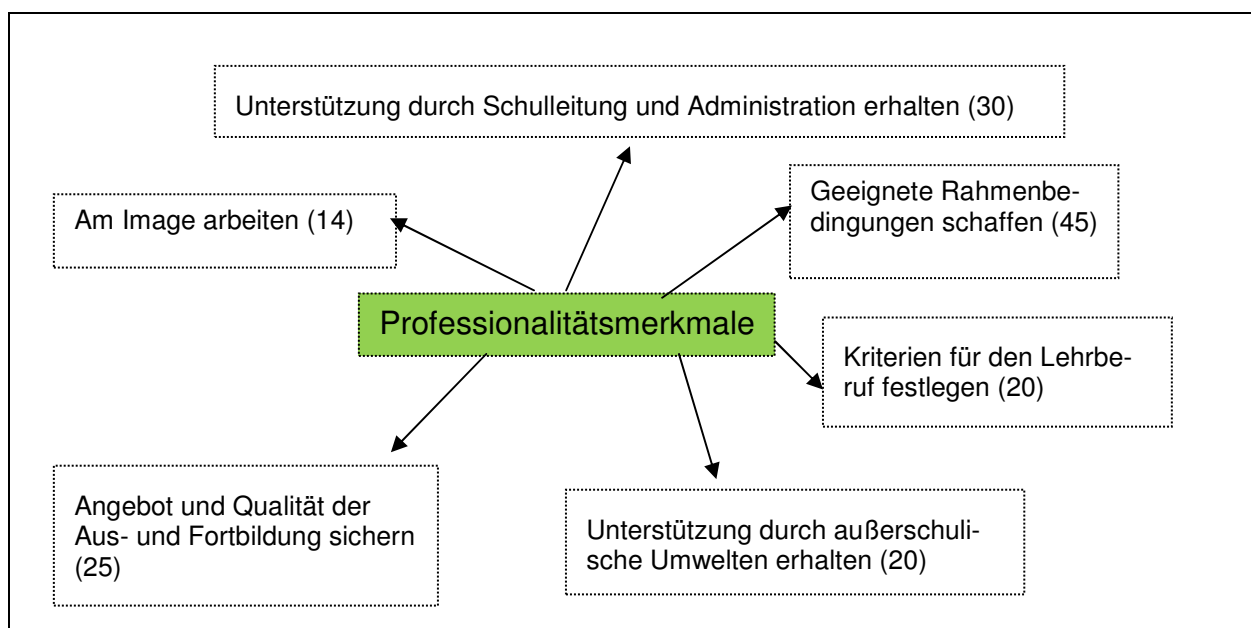 Unterstützung durch Schulleitung und Administration erhalten (30)
Am Image arbeiten (14)
Geeignete Rahmenbe-
dingungen schaffen (45)
Professionalitätsmerkmale
Kriterien für den Lehrbe-
ruf festlegen (20)
Angebot und Qualität der
Aus- und Fortbildung sichern
(25)
Unterstützung durch außerschuli-
sche Umwelten erhalten (20)